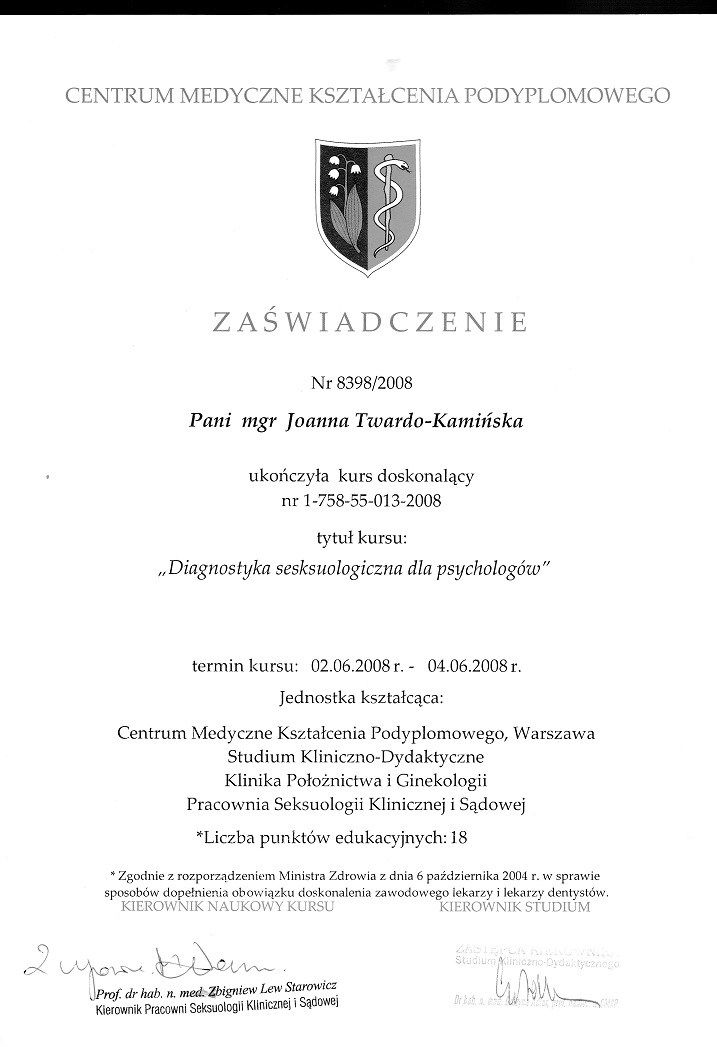 CENTRUM MEDYCZNE KSZTAŁCENIA PODYPLOMOWEGO
ZAŚWIADCZENIE
Nr 8398/2008
Pani mgr Joanna Twardo-Kamińska
ukończyła kurs doskonalący
nr 1-758-55-013-2008
tytuł kursu:
„Diagnostyka sesksuologiczna dla psychologów”
termin kursu: 02.06.2008 r. - 04.06.2008 r.
Jednostka kształcąca:
Centrum Medyczne Kształcenia Podyplomowego, Warszawa
Studium Kliniczno-Dydaktyczne
Klinika Położnictwa i Ginekologii
Pracownia Seksuologii Klinicznej i Sądowej
*Liczba punktów edukacyjnych: 18
* Zgodnie z rozporządzeniem Ministra Zdrowia z dnia 6 października 2004 r. w sprawie
sposobów dopełnienia obowiązku doskonalenia zawodowego lekarzy i lekarzy dentystów.
KIEROWNIK NAUKOWY KURSU KIEROWNIK STUDIUM
ZASTĘPCA KIEROWNIKA
Studium Kliniczno-Dydaktycznego
Prof. dr hab. n. med. Zbigniew Lew Starowicz
Kierownik Pracowni Seksuologii Klinicznej i Sądowej
Dr hab. n. med.